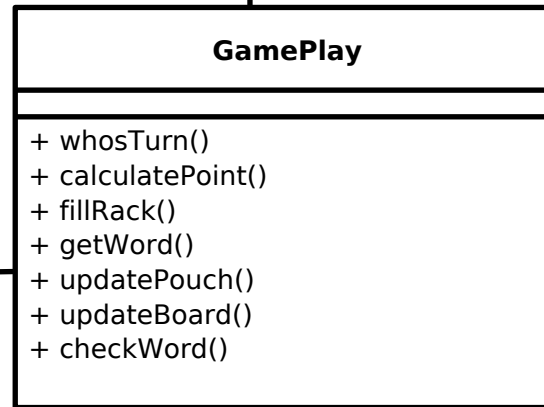 GamePlay
+ whosTurn()
+ calculatePoint()
+ fillRack()
+ getWord()
+ updatePouch()
+ updateBoard()
+ checkWord()